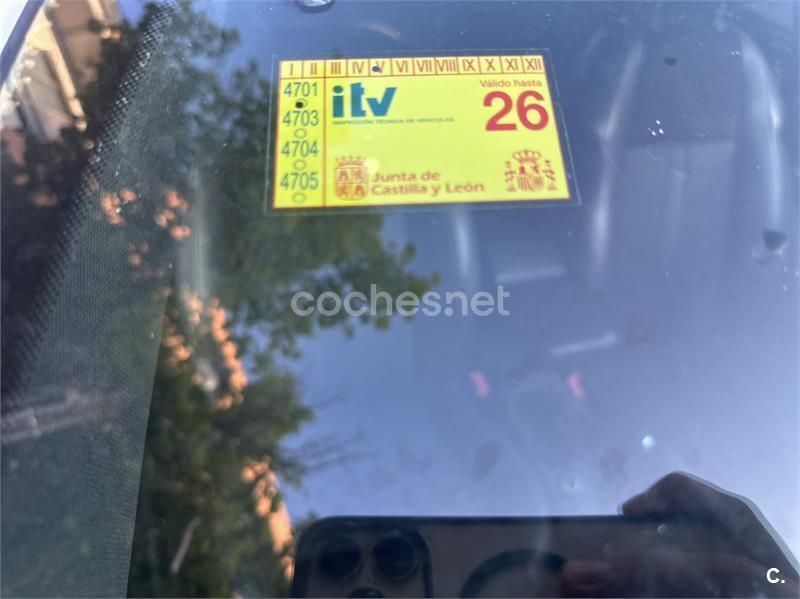 I II III IV V VI VII VIII IX X XI XII
4701
4703
4704
4705
itv
INSPECCIÓN TÉCNICA DE VEHÍCULOS
Válido hasta
26
Junta de
Castilla y León
coches.net
C.